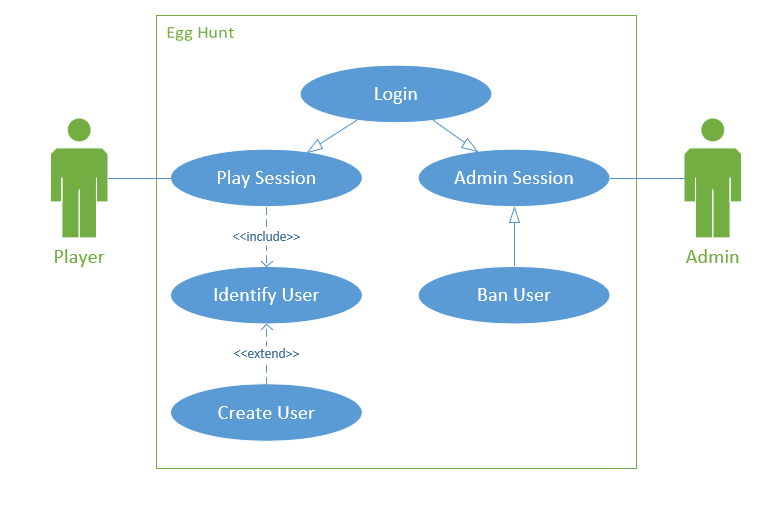 Egg Hunt
Login
Play Session
Admin Session
<<include>>
Player
Admin
Identify User
Ban User
<<extend>>
Create User